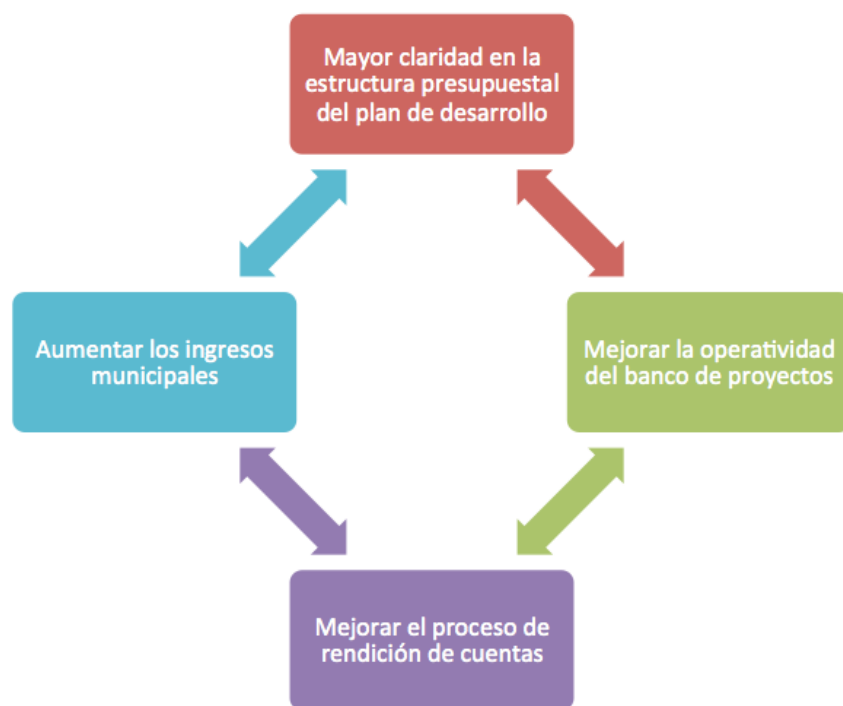 Mayor claridad en la
estructura presupuestal
del plan de desarrollo
Aumentar los ingresos
municipales
Mejorar la operatividad
del banco de proyectos
Mejorar el proceso de
rendición de cuentas